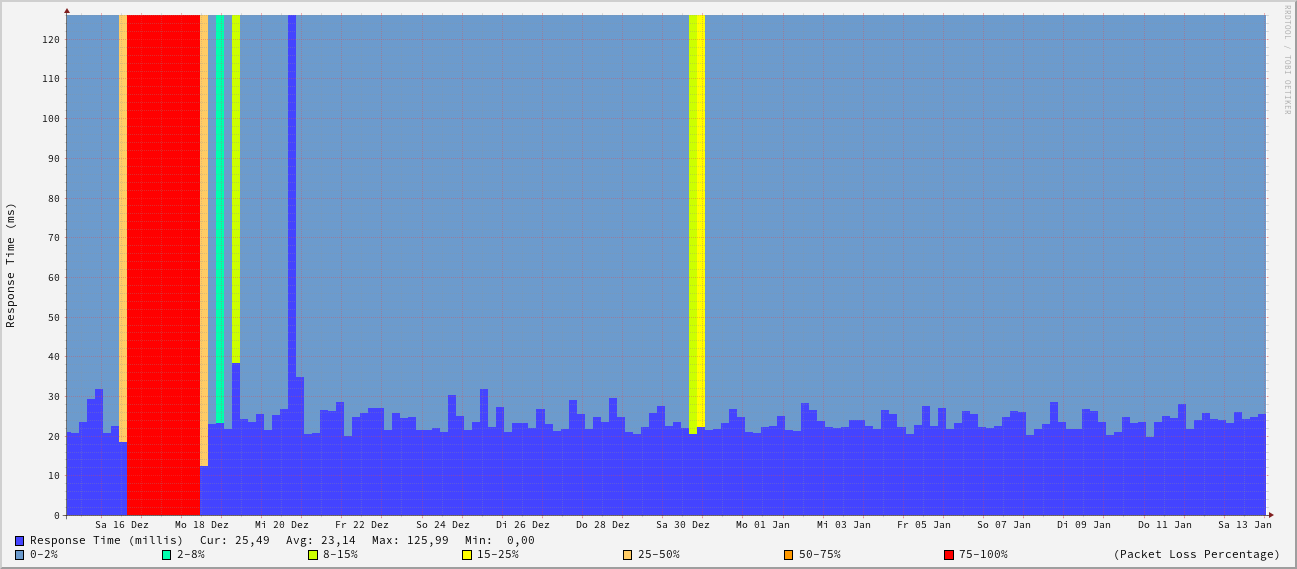 RRDTOOL / TOBI OETIKER
Response Time (ms)
120
110
100
90
80
70
60
50
40
30
20
10
0
Sa 16 Dez Mo 18 Dez Mi 20 Dez Fr 22 Dez So 24 Dez Di 26 Dez Do 28 Dez Sa 30 Dez Mo 01 Jan Mi 03 Jan Fr 05 Jan So 07 Jan Di 09 Jan Do 11 Jan Sa 13 Jan
Response Time (millis) Cur: 25,49 Avg: 23,14 Max: 125,99 Min: 0,00
0-2% 2-8% 8-15% 15-25% 25-50% 50-75% 75-100% (Packet Loss Percentage)